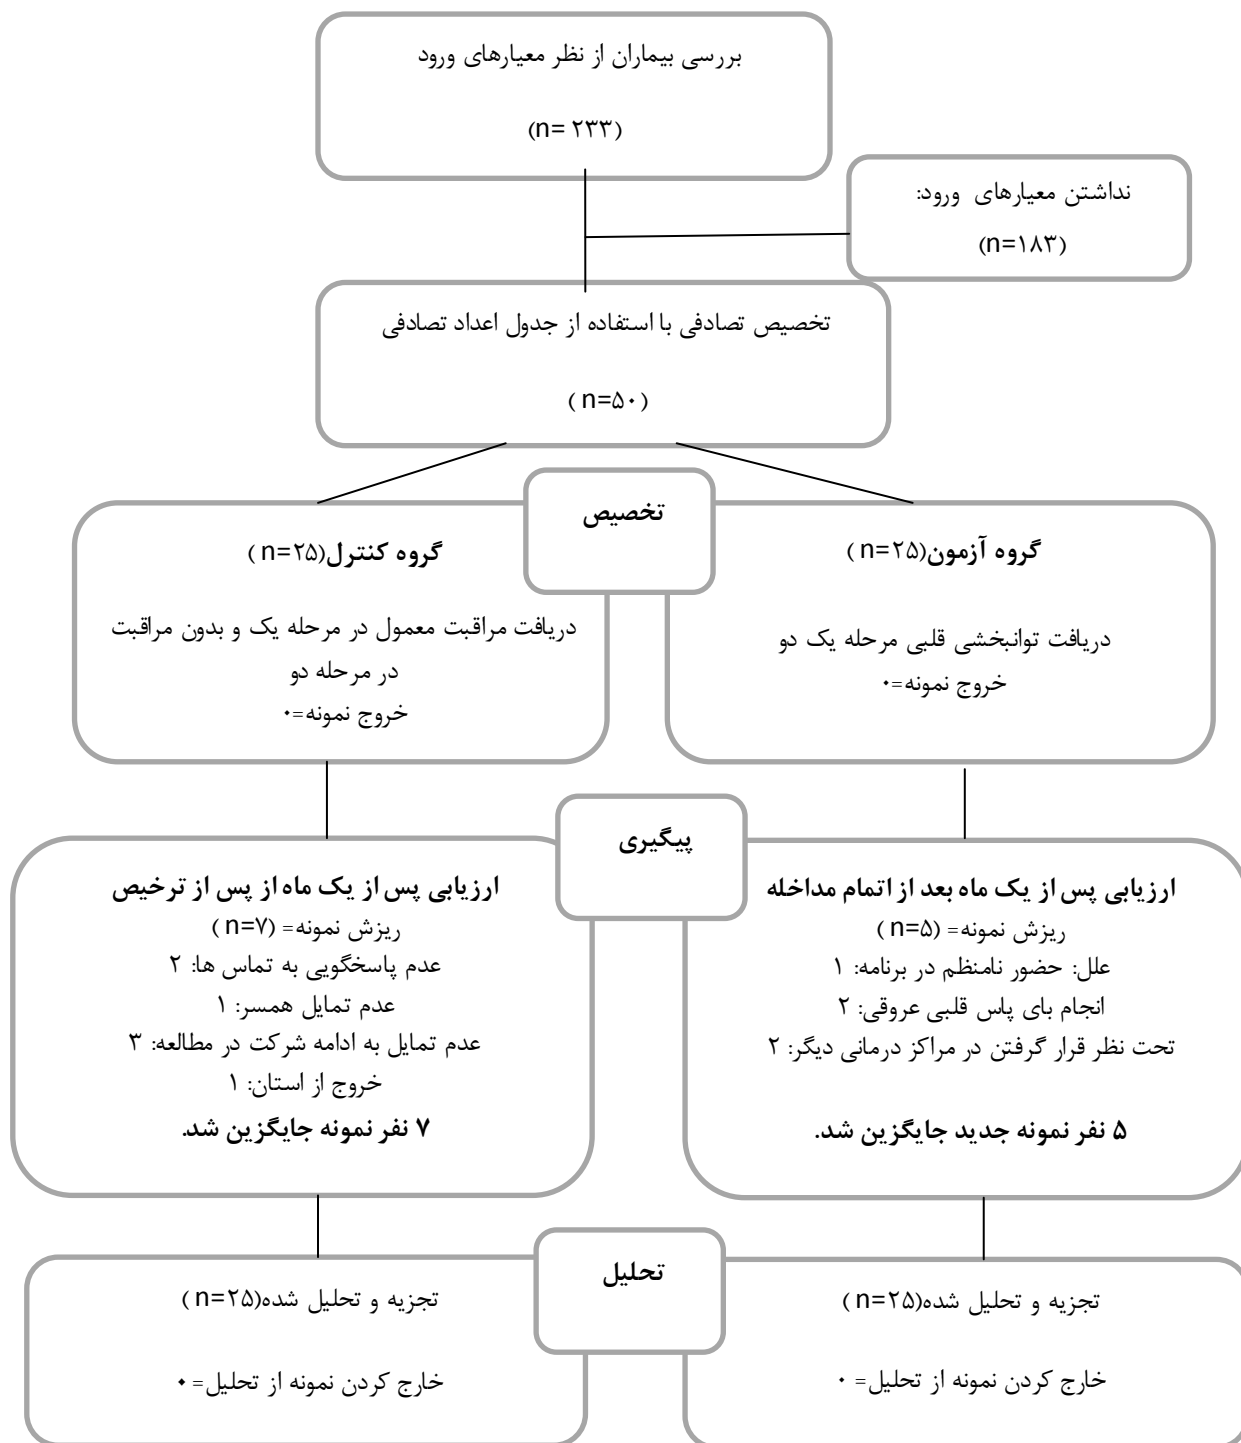 بررسی بیماران از نظر معیارهای ورود
(n= ۲۳۳)
نداشتن معیارهای ورود:
(n=۱۸۳)
تخصیص تصادفی با استفاده از جدول اعداد تصادفی
(n=۵۰)
تخصیص
گروه آزمون(n=۲۵)
دریافت توانبخشی قلبی مرحله یک دو
خروج نمونه=۰
گروه کنترل(n=۲۵)
دریافت مراقبت معمول در مرحله یک و بدون مراقبت
در مرحله دو
خروج نمونه=۰
پیگیری
ارزیابی پس از یک ماه بعد از اتمام مداخله
ریزش نمونه= (n=۵)
علل: حضور نامنظم در برنامه: ۱
انجام بای پاس قلبی عروقی: ۲
تحت نظر قرار گرفتن در مراکز درمانی دیگر: ۲
۵ نفر نمونه جدید جایگزین شد.
ارزیابی پس از یک ماه از پس از ترخیص
ریزش نمونه= (n=۷)
عدم پاسخگویی به تماس ها: ۲
عدم تمایل همسر: ۱
عدم تمایل به ادامه شرکت در مطالعه: ۳
خروج از استان: ۱
۷ نفر نمونه جایگزین شد.
تحلیل
تجزیه و تحلیل شده(n=۲۵)
خارج کردن نمونه از تحلیل= ۰
تجزیه و تحلیل شده(n=۲۵)
خارج کردن نمونه از تحلیل= ۰